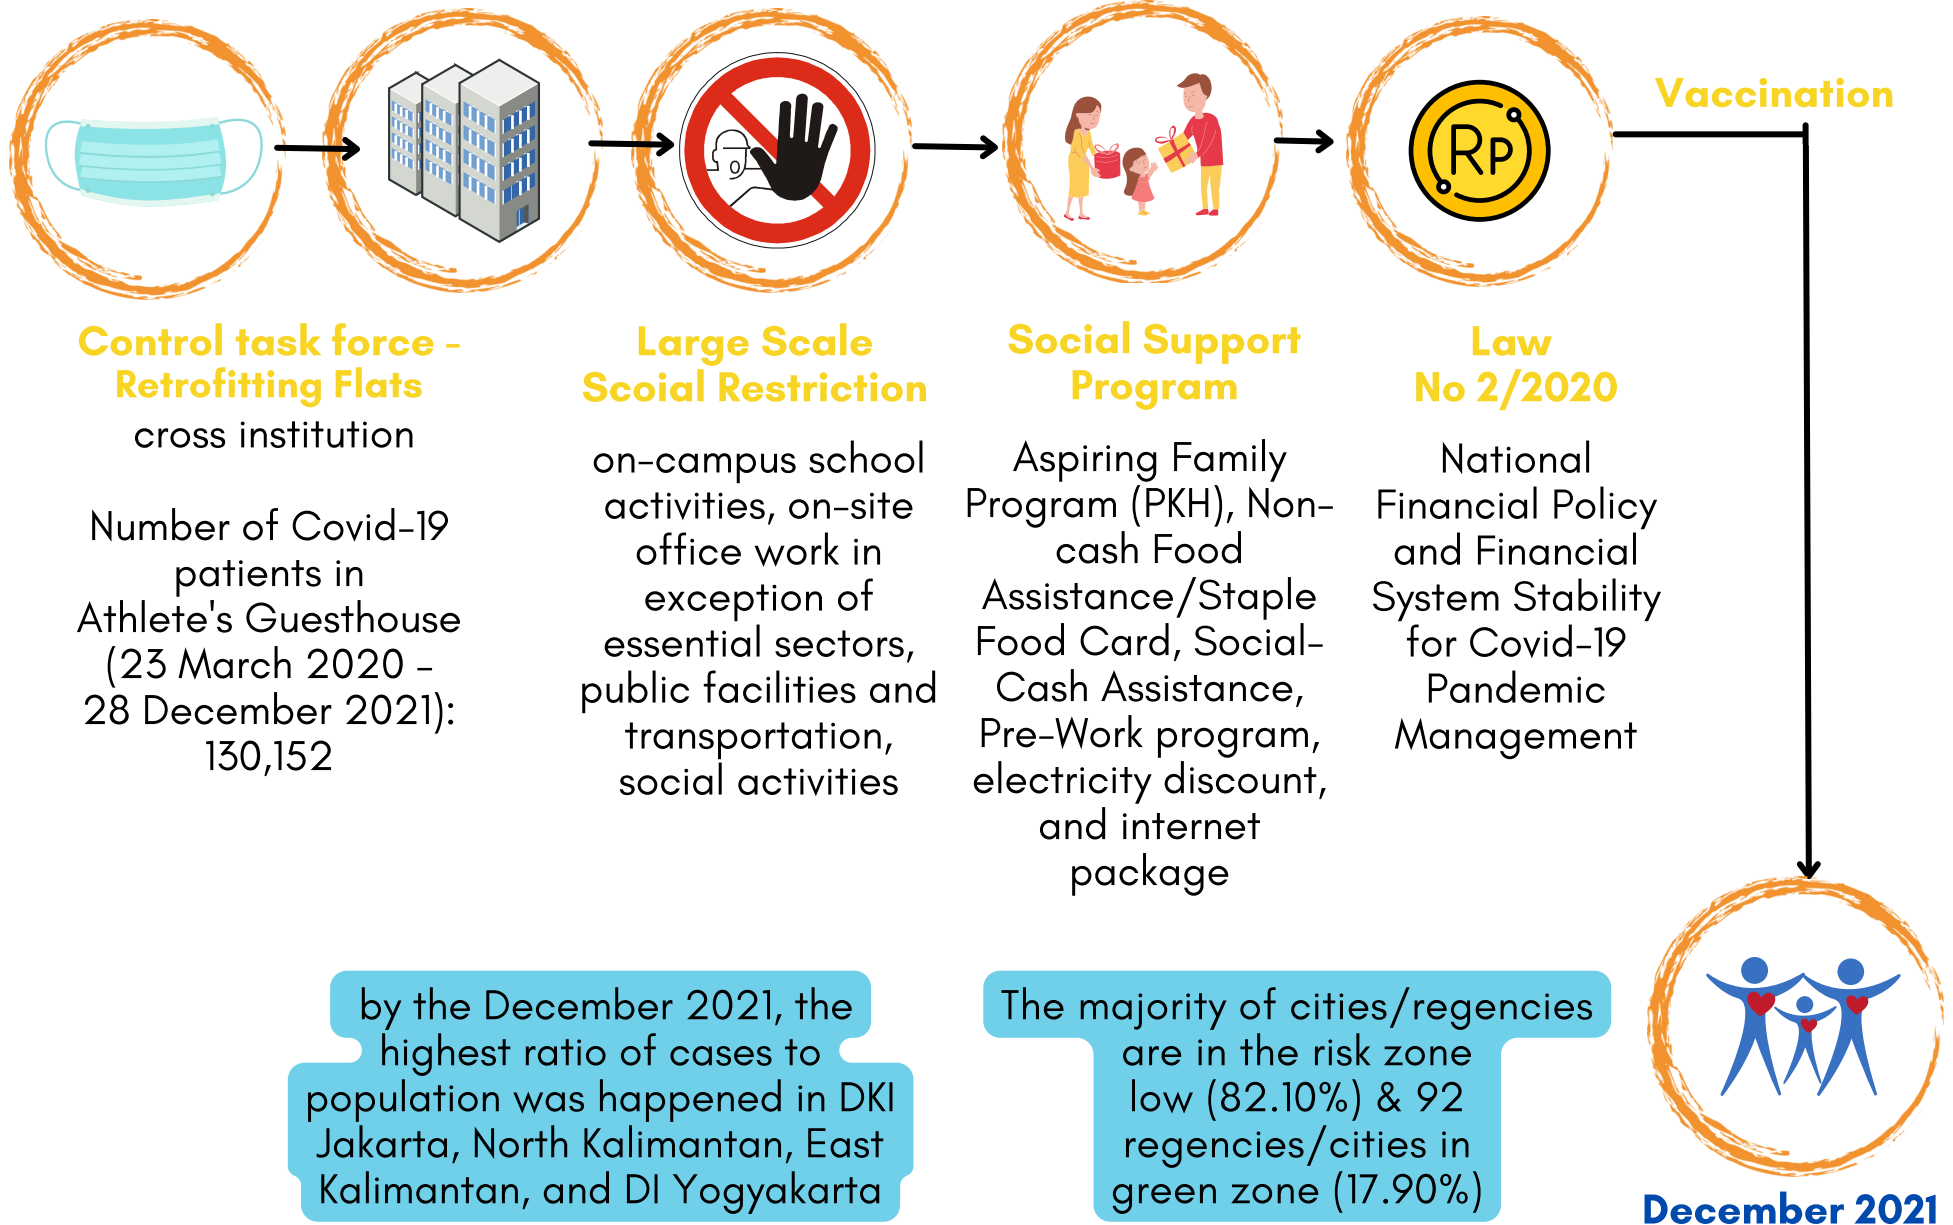 Vaccination
Rp
Control task force -
Retrofitting Flats
cross institution
Number of Covid-19
patients in
Athlete's Guesthouse
(23 March 2020 -
28 December 2021):
130,152
Large Scale
Scoial Restriction
on-campus school
activities, on-site
office work in
exception of
essential sectors,
public facilities and
transportation,
social activities
Social Support
Program
Aspiring Family
Program (PKH), Non-
cash Food
Assistance/Staple
Food Card, Social-
Cash Assistance,
Pre-Work program,
electricity discount,
and internet
package
Law
No 2/2020
National
Financial Policy
and Financial
System Stability
for Covid-19
Pandemic
Management
by the December 2021, the
highest ratio of cases to
population was happened in DKI
Jakarta, North Kalimantan, East
Kalimantan, and DI Yogyakarta
The majority of cities/regencies
are in the risk zone
low (82.10%) & 92
regencies/cities in
green zone (17.90%)
December 2021